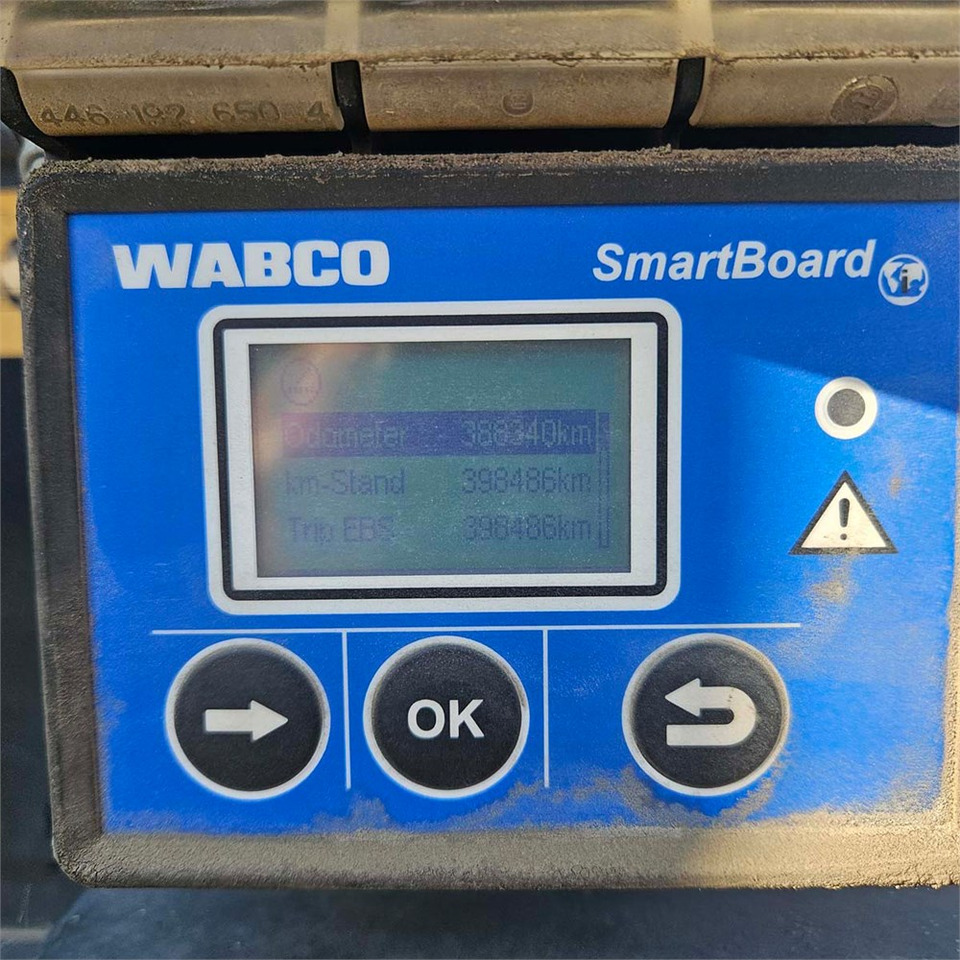 446 192 650 4
WABCO
SmartBoard
Odometer 388340km
km-Stand 398486km
Trip EBS 398486km
OK